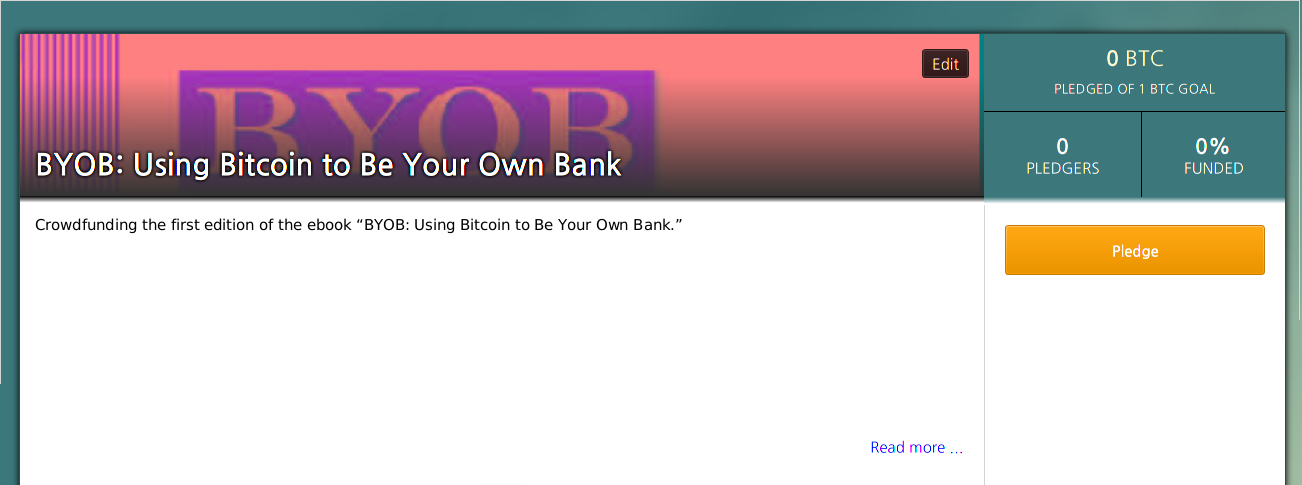 BYOB
Edit
BYOB: Using Bitcoin to Be Your Own Bank
0 BTC
PLEDGED OF 1 BTC GOAL
0
PLEDGERS
0%
FUNDED
Crowdfunding the first edition of the ebook “BYOB: Using Bitcoin to Be Your Own Bank.”
Pledge
Read more ...